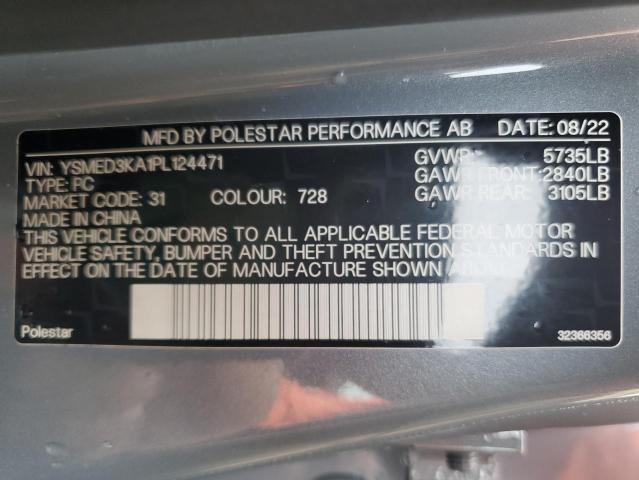 MFD BY POLESTAR PERFORMANCE AB DATE: 08/22
VIN: YSMED3KA1PL124471 GVWR: 5735LB
TYPE: PC GAWR FRONT:2840LB
MARKET CODE: 31 COLOUR: 728 GAWR REAR: 3105LB
MADE IN CHINA
THIS VEHICLE CONFORMS TO ALL APPLICABLE FEDERAL MOTOR
VEHICLE SAFETY, BUMPER AND THEFT PREVENTION STANDARDS IN
EFFECT ON THE DATE OF MANUFACTURE SHOWN ABOVE
Polestar 32366356